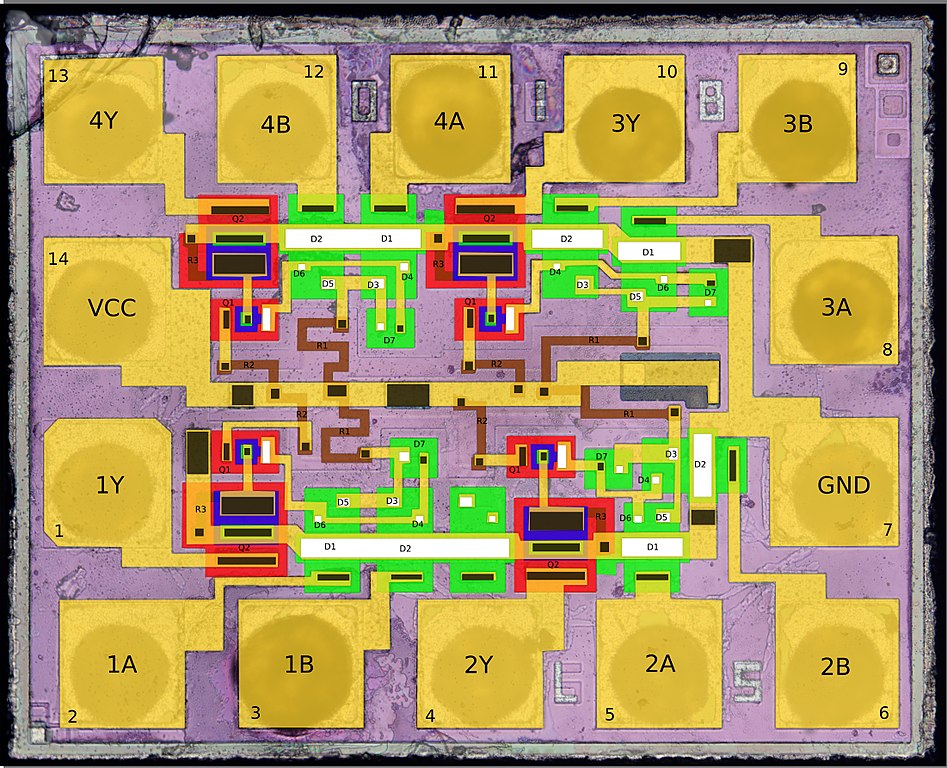 13
4Y
12
4B
11
4A
10
3Y
9
3B
Q2
D2 D1
Q2
D2
D1
R3
D6
D5 D3
D4
D7
R3
D4
D3
D6
D5
D7
14
VCC
3A
8
Q1
R1
R2
Q1
R1
R2
R2
R1
R2
R1
1Y
1
Q1
R3
Q2
D7
D5
D3
D6
D4
D1
D2
Q1
D7
D3
D4
D2
R3
D6
D5
Q2
D1
GND
7
1A
2
1B
3
2Y
4
2A
5
2B
6
E
S